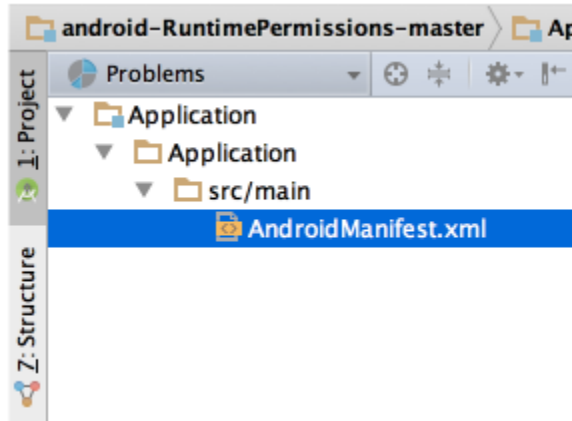 android-RuntimePermissions-master Ap
1: Project
Problems
Application
Application
src/main
AndroidManifest.xml
Z: Structure